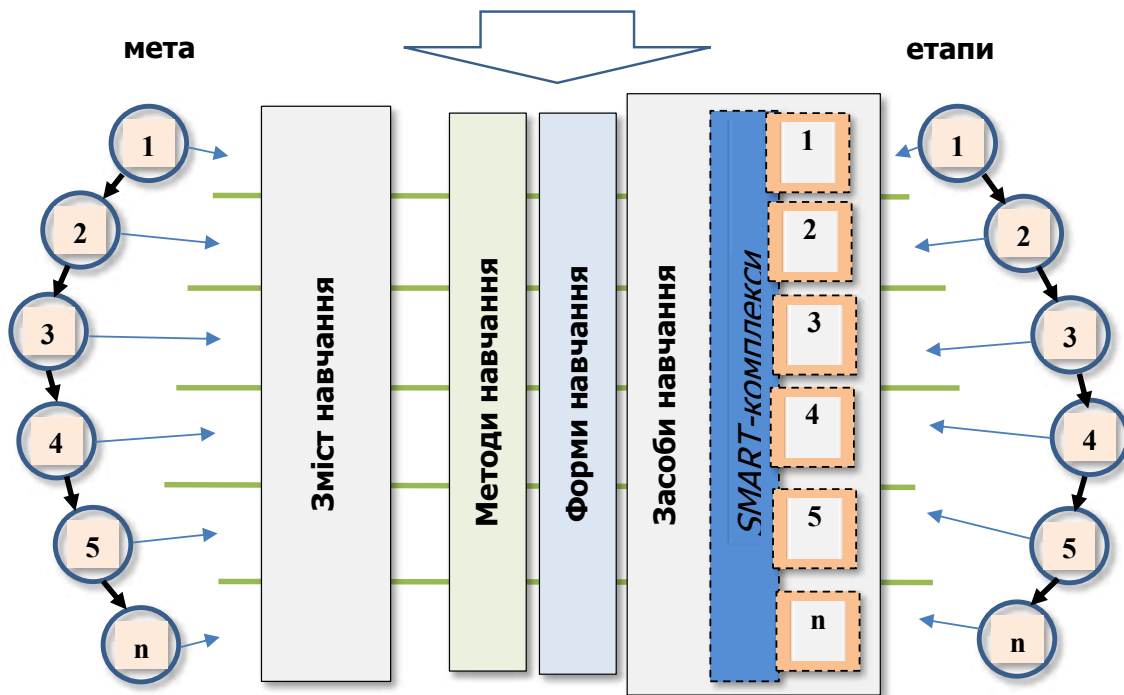 мета
етапи
1
2
3
4
5
n
Зміст навчання
Методи навчання
Форми навчання
Засоби навчання
SMART-комплекси
1
2
3
4
5
n
1
2
3
4
5
n